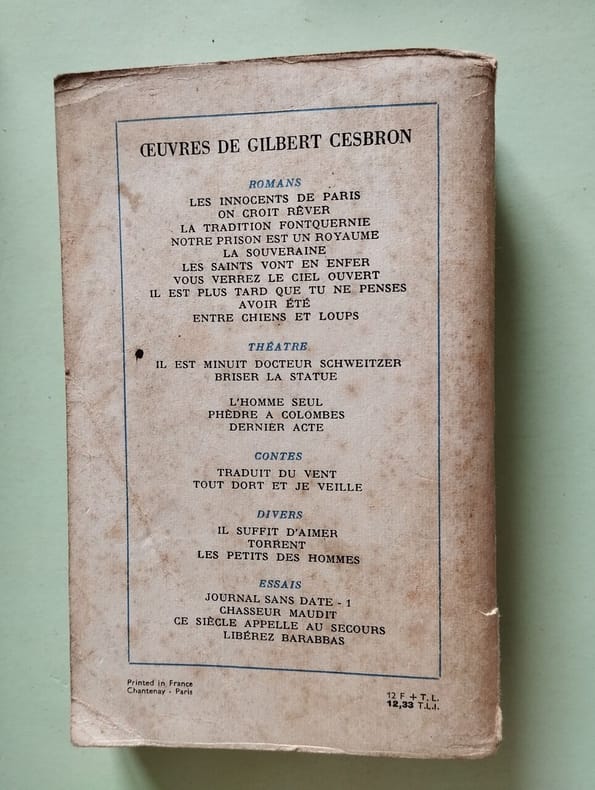 ŒUVRES DE GILBERT CESBRON
ROMANS
LES INNOCENTS DE PARIS
ON CROIT RÊVER
LA TRADITION FONTQUERNIE
NOTRE PRISON EST UN ROYAUME
LA SOUVERAINE
LES SAINTS VONT EN ENFER
VOUS VERREZ LE CIEL OUVERT
IL EST PLUS TARD QUE TU NE PENSES
AVOIR ÉTÉ
ENTRE CHIENS ET LOUPS
THÉATRE
IL EST MINUIT DOCTEUR SCHWEITZER
BRISER LA STATUE
L'HOMME SEUL
PHÈDRE A COLOMBES
DERNIER ACTE
CONTES
TRADUIT DU VENT
TOUT DORT ET JE VEILLE
DIVERS
IL SUFFIT D'AIMER
TORRENT
LES PETITS DES HOMMES
ESSAIS
JOURNAL SANS DATE - 1
CHASSEUR MAUDIT
CE SIÈCLE APPELLE AU SECOURS
LIBÉREZ BARABBAS
Printed in France
Chantenay - Paris
12 F + T. L.
12,33 T.L.I.